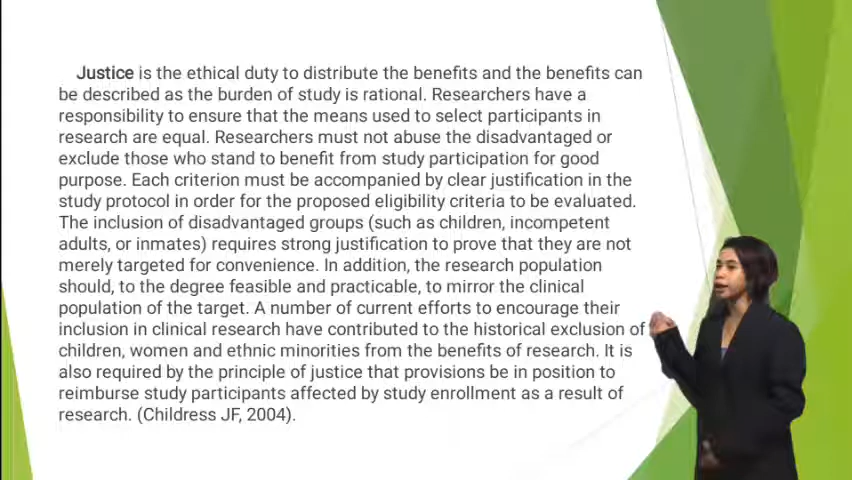 Justice is the ethical duty to distribute the benefits and the benefits can
be described as the burden of study is rational. Researchers have a
responsibility to ensure that the means used to select participants in
research are equal. Researchers must not abuse the disadvantaged or
exclude those who stand to benefit from study participation for good
purpose. Each criterion must be accompanied by clear justification in the
study protocol in order for the proposed eligibility criteria to be evaluated.
The inclusion of disadvantaged groups (such as children, incompetent
adults, or inmates) requires strong justification to prove that they are not
merely targeted for convenience. In addition, the research population
should, to the degree feasible and practicable, to mirror the clinical
population of the target. A number of current efforts to encourage their
inclusion in clinical research have contributed to the historical exclusion of
children, women and ethnic minorities from the benefits of research. It is
also required by the principle of justice that provisions be in position to
reimburse study participants affected by study enrollment as a result of
research. (Childress JF, 2004).